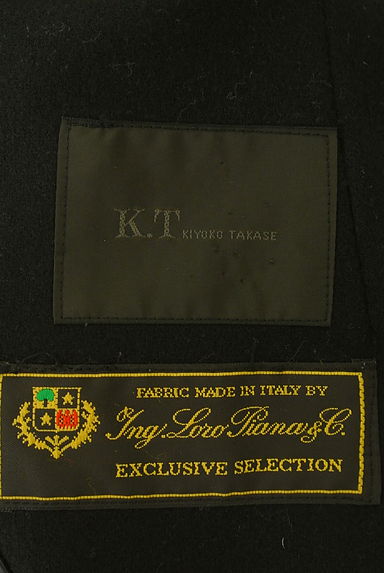 K.T KIYOKO TAKASE
FABRIC MADE IN ITALY BY
Ing. Loro Piana & C.
EXCLUSIVE SELECTION